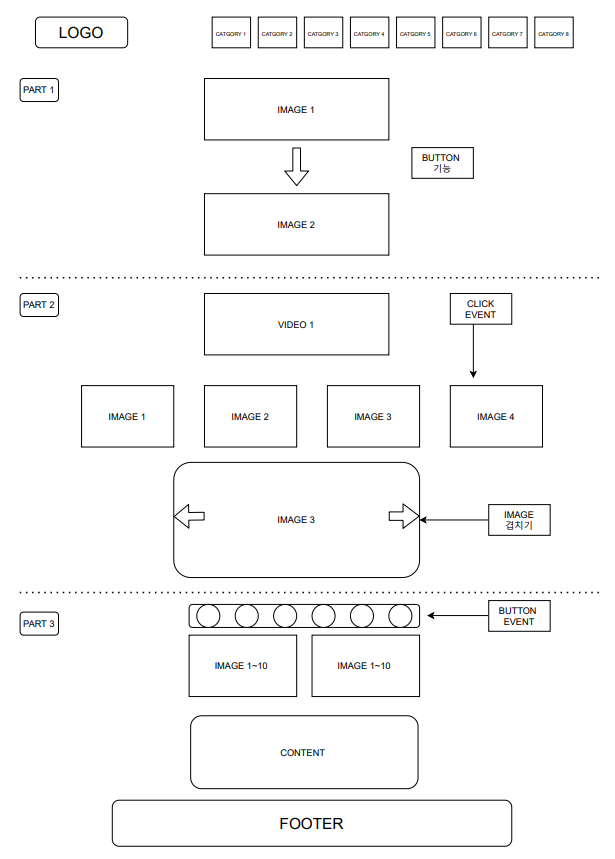 LOGO
CATGORY 1
CATGORY 2
CATGORY 3
CATGORY 4
CATGORY 5
CATGORY 6
CATGORY 7
CATGORY 8
PART 1
IMAGE 1
BUTTON
기능
IMAGE 2
PART 2
VIDEO 1
CLICK
EVENT
IMAGE 1
IMAGE 2
IMAGE 3
IMAGE 4
IMAGE 3
IMAGE
겹치기
PART 3
BUTTON
EVENT
IMAGE 1~10
IMAGE 1~10
CONTENT
FOOTER